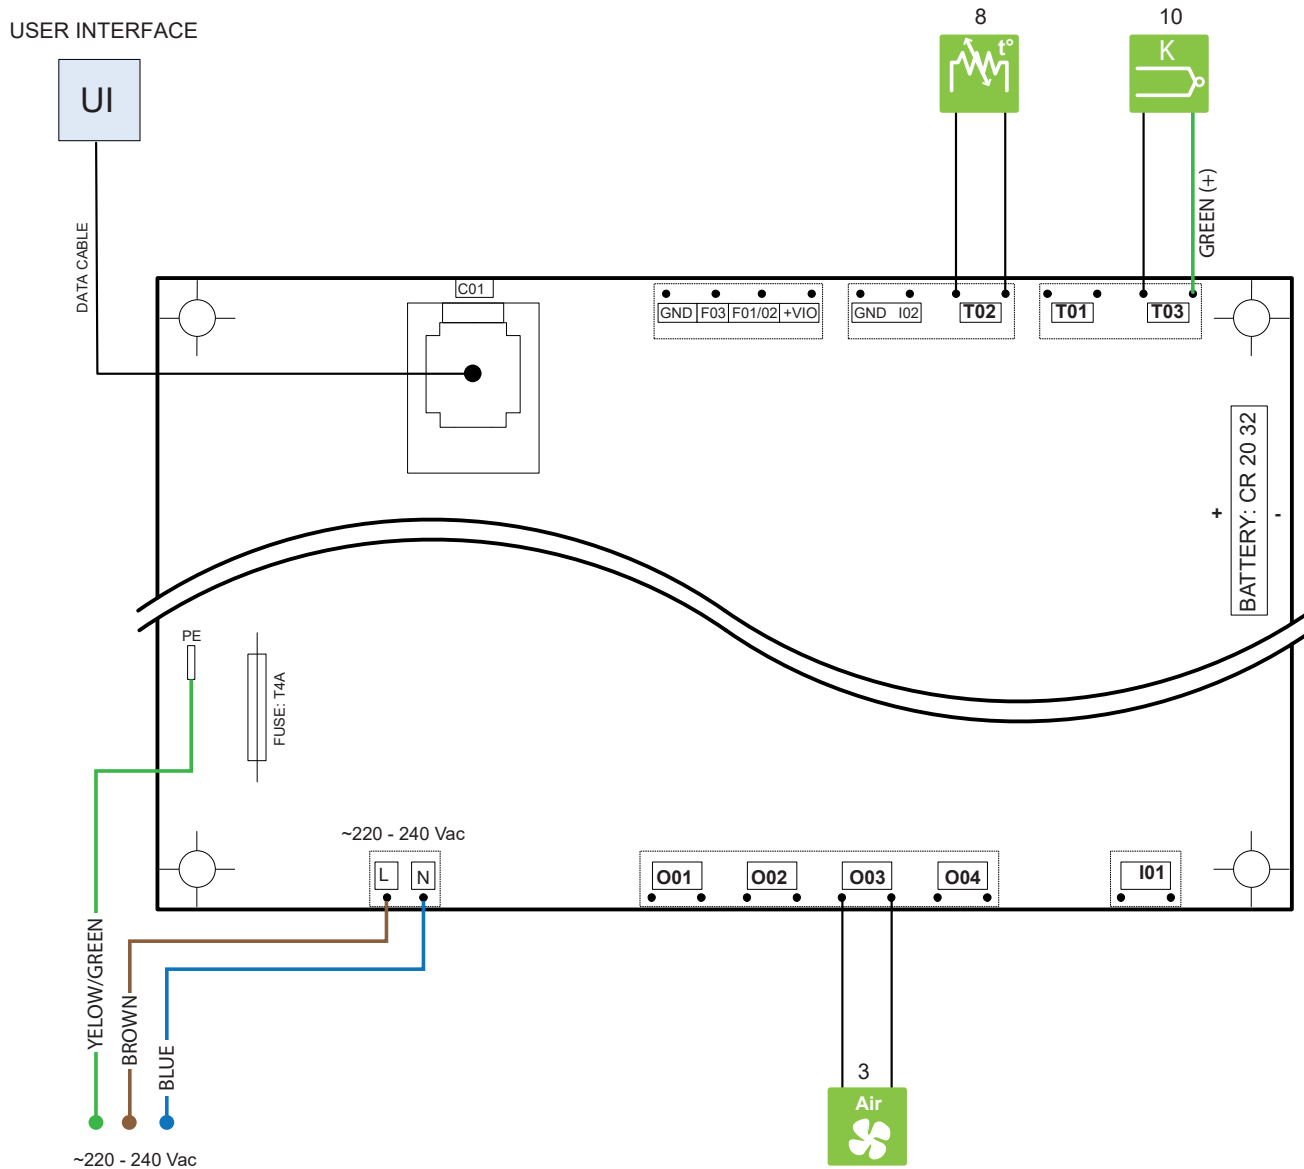 8
10
USER INTERFACE
t°
K
UI
GREEN (+)
DATA CABLE
C01
GND F03 F01/02 +VIO
GND I02
T02
T01
T03
BATTERY: CR 20 32
+
-
PE
FUSE: T4A
~220 - 240 Vac
L
N
O01
O02
O03
O04
I01
YELOW/GREEN
BROWN
BLUE
3
Air
~220 - 240 Vac